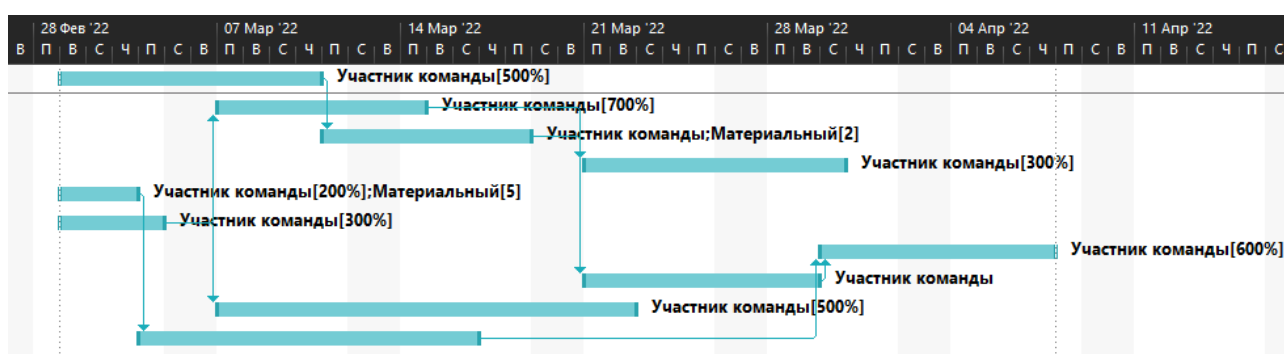 28 Фев '22 07 Мар '22 14 Мар '22 21 Мар '22 28 Мар '22 04 Апр '22 11 Апр '22
В П В С Ч П С В П В С Ч П С В П В С Ч П С В П В С Ч П С В П В С Ч П С В П В С Ч П С В П В С Ч П С
Участник команды[500%]
Участник команды[700%]
Участник команды;Материальный[2]
Участник команды[300%]
Участник команды[200%];Материальный[5]
Участник команды[300%]
Участник команды[600%]
Участник команды
Участник команды[500%]